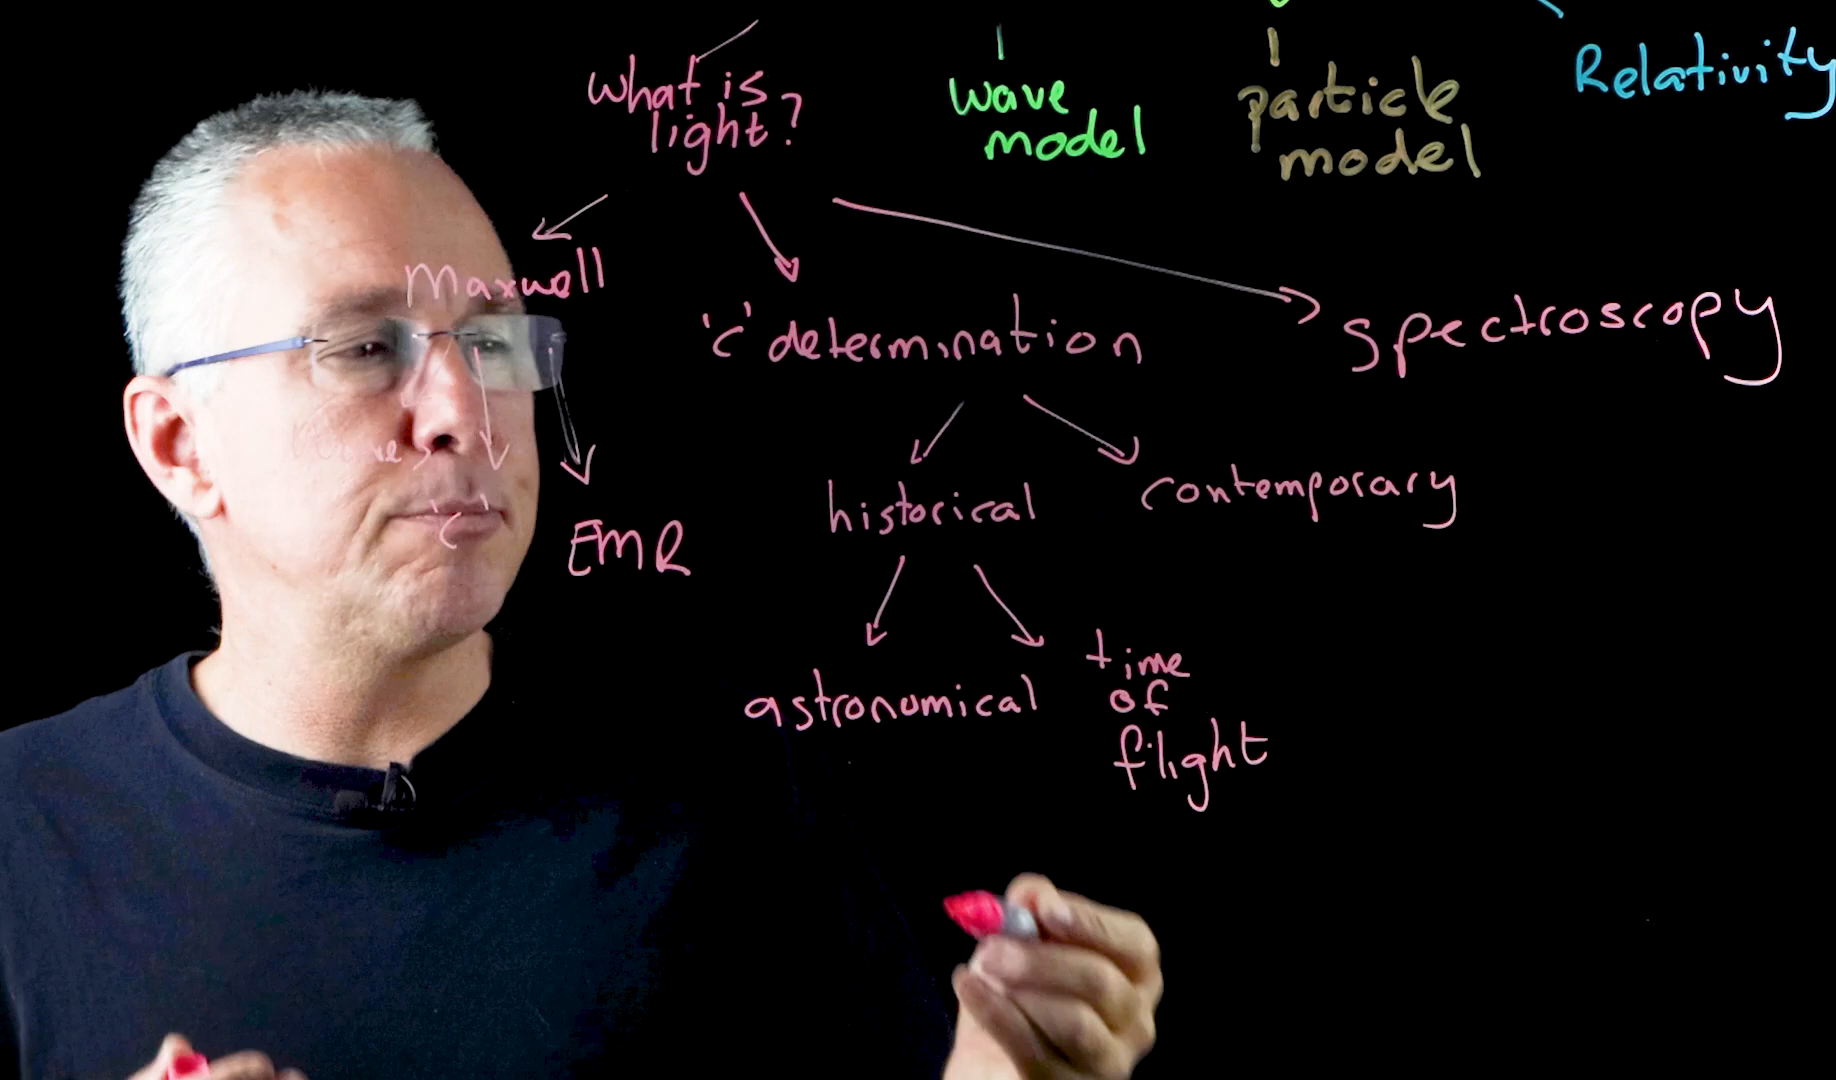 what is
light?
wave
model
particle
model
Relativity
Maxwell
'c' determination
spectroscopy
'c'
EMR
historical
contemporary
astronomical
time
of
flight